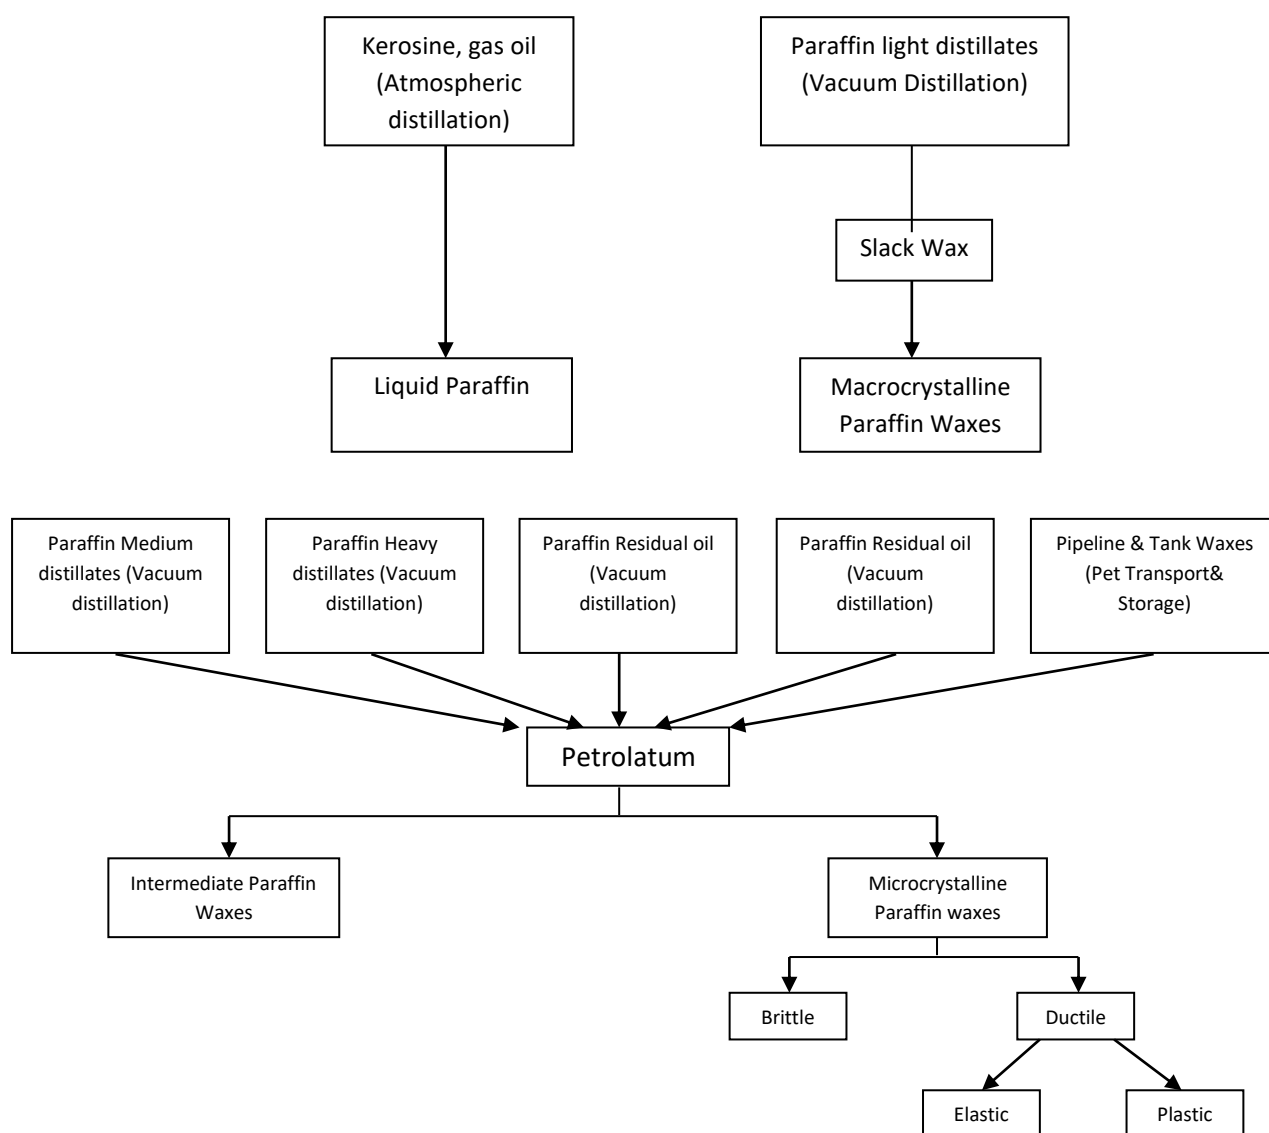 Kerosine, gas oil
(Atmospheric
distillation)
Paraffin light distillates
(Vacuum Distillation)
Slack Wax
Liquid Paraffin
Macrocrystalline
Paraffin Waxes
Paraffin Medium
distillates (Vacuum
distillation)
Paraffin Heavy
distillates (Vacuum
distillation)
Paraffin Residual oil
(Vacuum
distillation)
Paraffin Residual oil
(Vacuum
distillation)
Pipeline & Tank Waxes
(Pet Transport&
Storage)
Petrolatum
Intermediate Paraffin
Waxes
Microcrystalline
Paraffin waxes
Brittle
Ductile
Elastic
Plastic